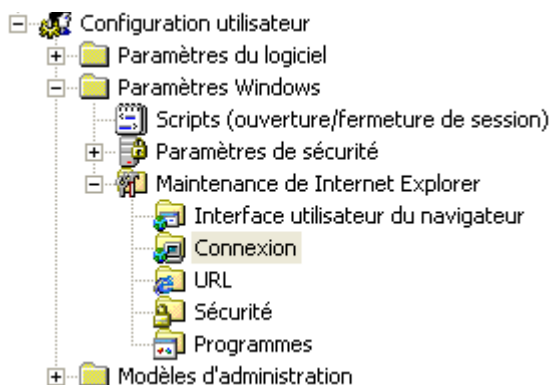 Configuration utilisateur
Paramètres du logiciel
Paramètres Windows
Scripts (ouverture/fermeture de session)
Paramètres de sécurité
Maintenance de Internet Explorer
Interface utilisateur du navigateur
Connexion
URL
Sécurité
Programmes
Modèles d'administration